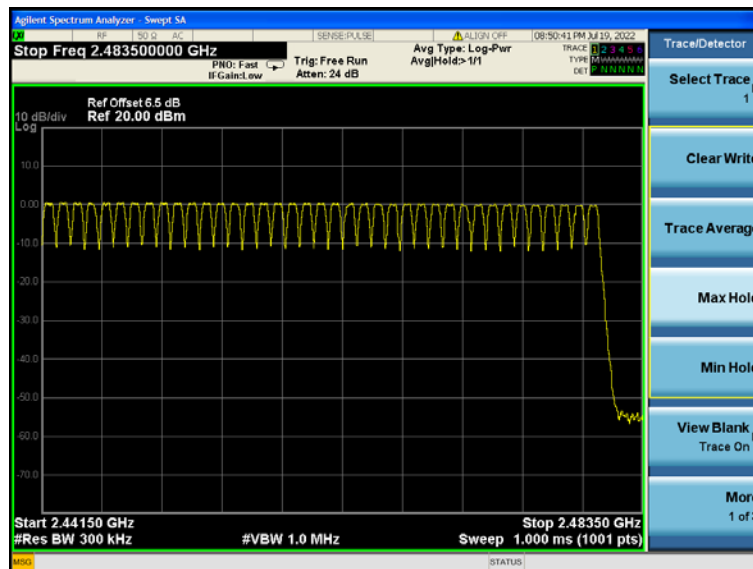 Agilent Spectrum Analyzer - Swept SA
RF 50 Ω AC SENSE:PULSE ALIGN OFF 08:50:41 PM Jul 19, 2022
Stop Freq 2.483500000 GHz
PNO: Fast
IFGain:Low
Trig: Free Run
Atten: 24 dB
Avg Type: Log-Pwr
Avg|Hold:>1/1
TRACE 1 2 3 4 5 6
TYPE M
DET P N N N N N
Trace/Detector
Select Trace
1
Clear Write
Trace Average
Max Hold
Min Hold
View Blank
Trace On
More
1 of
10 dB/div
Log
Ref Offset 6.5 dB
Ref 20.00 dBm
10.0
0.00
-10.0
-20.0
-30.0
-40.0
-50.0
-60.0
-70.0
Start 2.44150 GHz
Stop 2.48350 GHz
#Res BW 300 kHz
#VBW 1.0 MHz
Sweep 1.000 ms (1001 pts)
MSG
STATUS